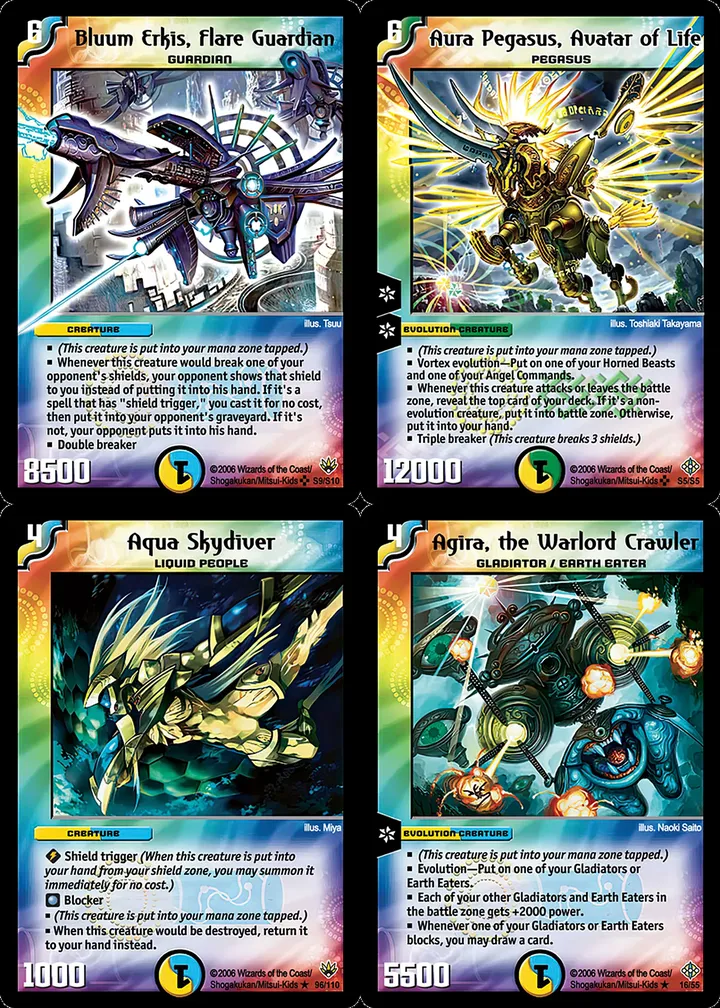 6
Bluum Erkis, Flare Guardian
GUARDIAN
CREATURE
illus. Tsuu
▪ (This creature is put into your mana zone tapped.)
▪ Whenever this creature would break one of your
opponent's shields, your opponent shows that shield
to you instead of putting it into his hand. If it's a
spell that has "shield trigger," you cast it for no cost,
then put it into your opponent's graveyard. If it's
not, your opponent puts it into his hand.
▪ Double breaker
8500
1
©2006 Wizards of the Coast/
Shogakukan/Mitsui-Kids S9/S10
6
Aura Pegasus, Avatar of Life
PEGASUS
EVOLUTION CREATURE
illus. Toshiaki Takayama
▪ (This creature is put into your mana zone tapped.)
▪ Vortex evolution—Put on one of your Horned Beasts
and one of your Angel Commands.
▪ Whenever this creature attacks or leaves the battle
zone, reveal the top card of your deck. If it's a non-
evolution creature, put it into battle zone. Otherwise,
put it into your hand.
▪ Triple breaker (This creature breaks 3 shields.)
12000
1
©2006 Wizards of the Coast/
Shogakukan/Mitsui-Kids S5/S5
4
Aqua Skydiver
LIQUID PEOPLE
CREATURE
illus. Miya
Shield trigger (When this creature is put into
your hand from your shield zone, you may summon it
immediately for no cost.)
Blocker
▪ (This creature is put into your mana zone tapped.)
▪ When this creature would be destroyed, return it
to your hand instead.
1000
1
©2006 Wizards of the Coast/
Shogakukan/Mitsui-Kids ★ 96/110
4
Agira, the Warlord Crawler
GLADIATOR / EARTH EATER
EVOLUTION CREATURE
illus. Naoki Saito
▪ (This creature is put into your mana zone tapped.)
▪ Evolution—Put on one of your Gladiators or
Earth Eaters.
▪ Each of your other Gladiators and Earth Eaters in
the battle zone gets +2000 power.
▪ Whenever one of your Gladiators or Earth Eaters
blocks, you may draw a card.
5500
1
©2006 Wizards of the Coast/
Shogakukan/Mitsui-Kids ★ 16/55